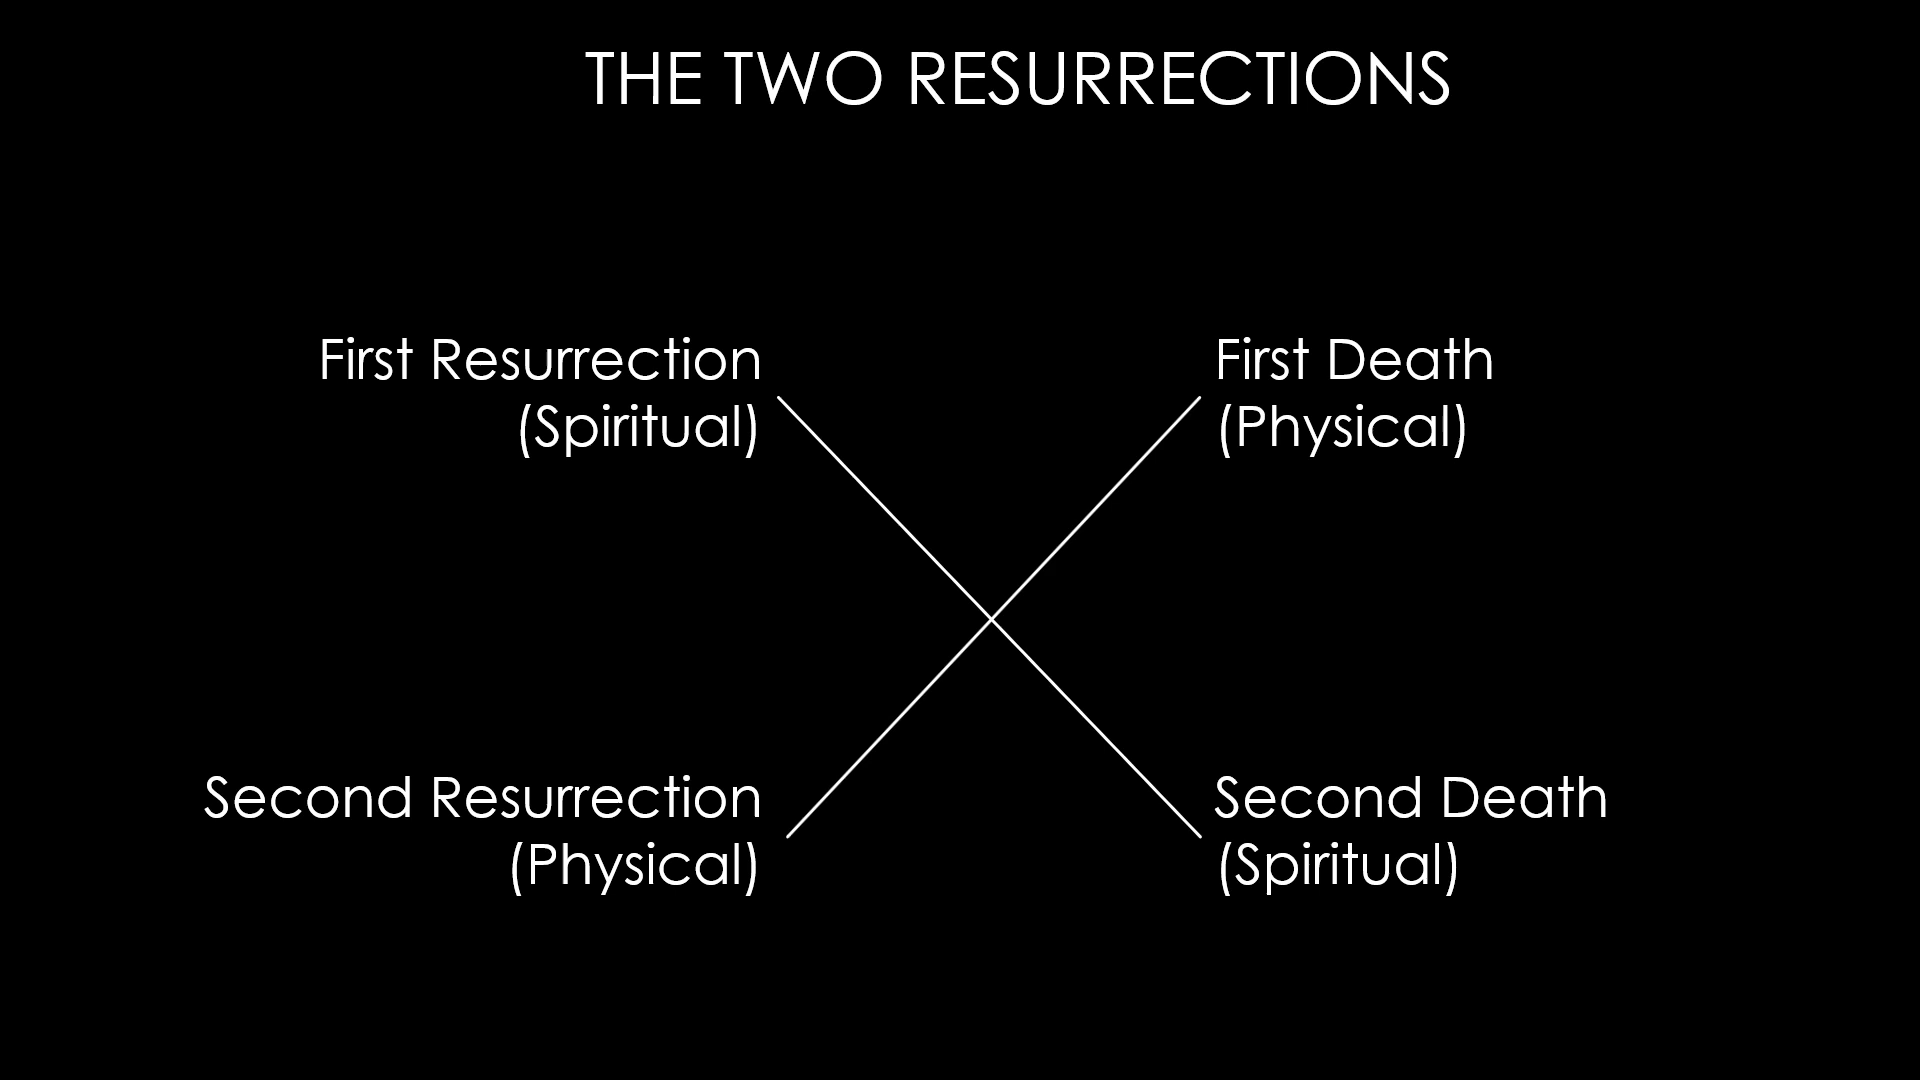 THE TWO RESURRECTIONS
First Resurrection
(Spiritual)
First Death
(Physical)
Second Resurrection
(Physical)
Second Death
(Spiritual)